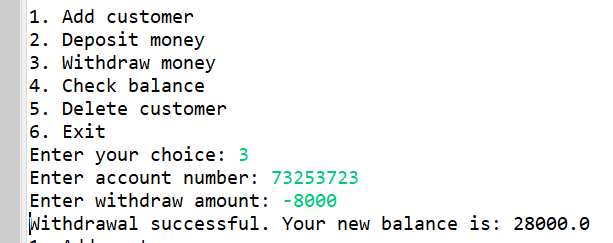 1. Add customer
2. Deposit money
3. Withdraw money
4. Check balance
5. Delete customer
6. Exit
Enter your choice: 3
Enter account number: 73253723
Enter withdraw amount: -8000
Withdrawal successful. Your new balance is: 28000.0